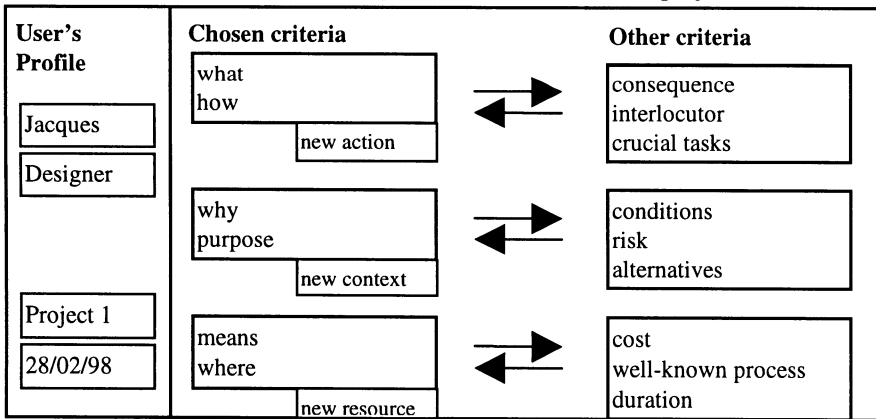 User's
Profile
Jacques
Designer
Project 1
28/02/98
Chosen criteria
what
how
new action
why
purpose
new context
means
where
new resource
Other criteria
consequence
interlocutor
crucial tasks
conditions
risk
alternatives
cost
well-known process
duration